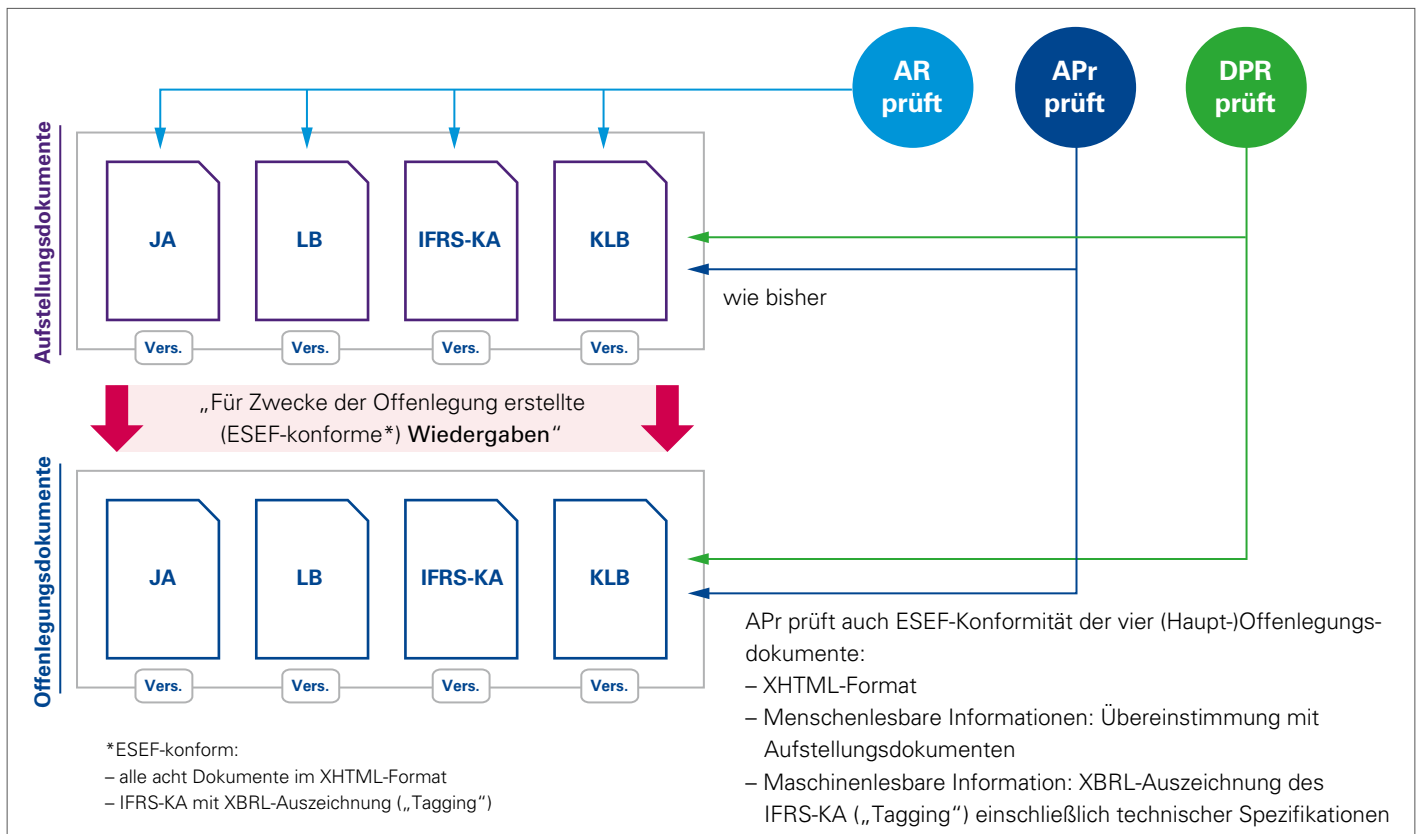 AR
prüft
APr
prüft
DPR
prüft
Aufstellungsdokumente
JA
LB
IFRS-KA
KLB
Vers.
Vers.
Vers.
Vers.
wie bisher
„Für Zwecke der Offenlegung erstellte
(ESEF-konforme*) Wiedergaben“
Offenlegungsdokumente
JA
LB
IFRS-KA
KLB
Vers.
Vers.
Vers.
Vers.
APr prüft auch ESEF-Konformität der vier (Haupt-)Offenlegungs-
dokumente:
– XHTML-Format
– Menschenlesbare Informationen: Übereinstimmung mit
Aufstellungsdokumenten
– Maschinenlesbare Information: XBRL-Auszeichnung des
IFRS-KA („Tagging“) einschließlich technischer Spezifikationen
*ESEF-konform:
– alle acht Dokumente im XHTML-Format
– IFRS-KA mit XBRL-Auszeichnung („Tagging“)